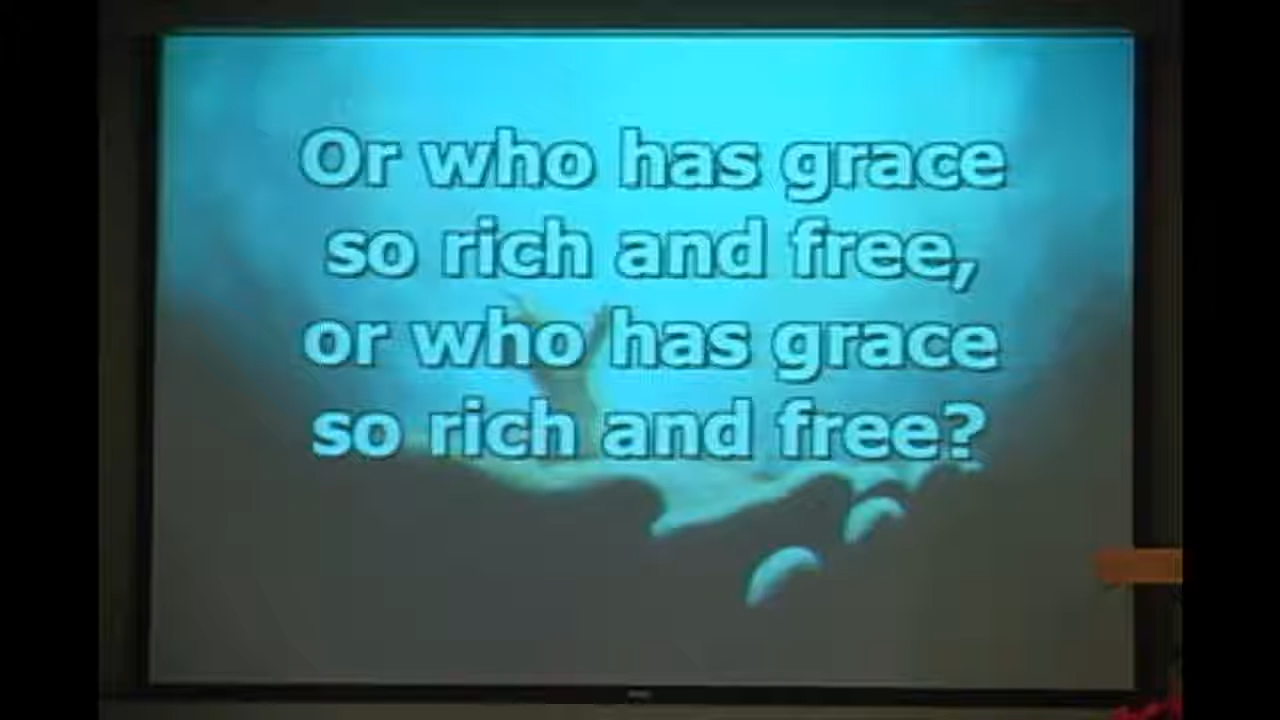 Or who has grace
so rich and free,
or who has grace
so rich and free?